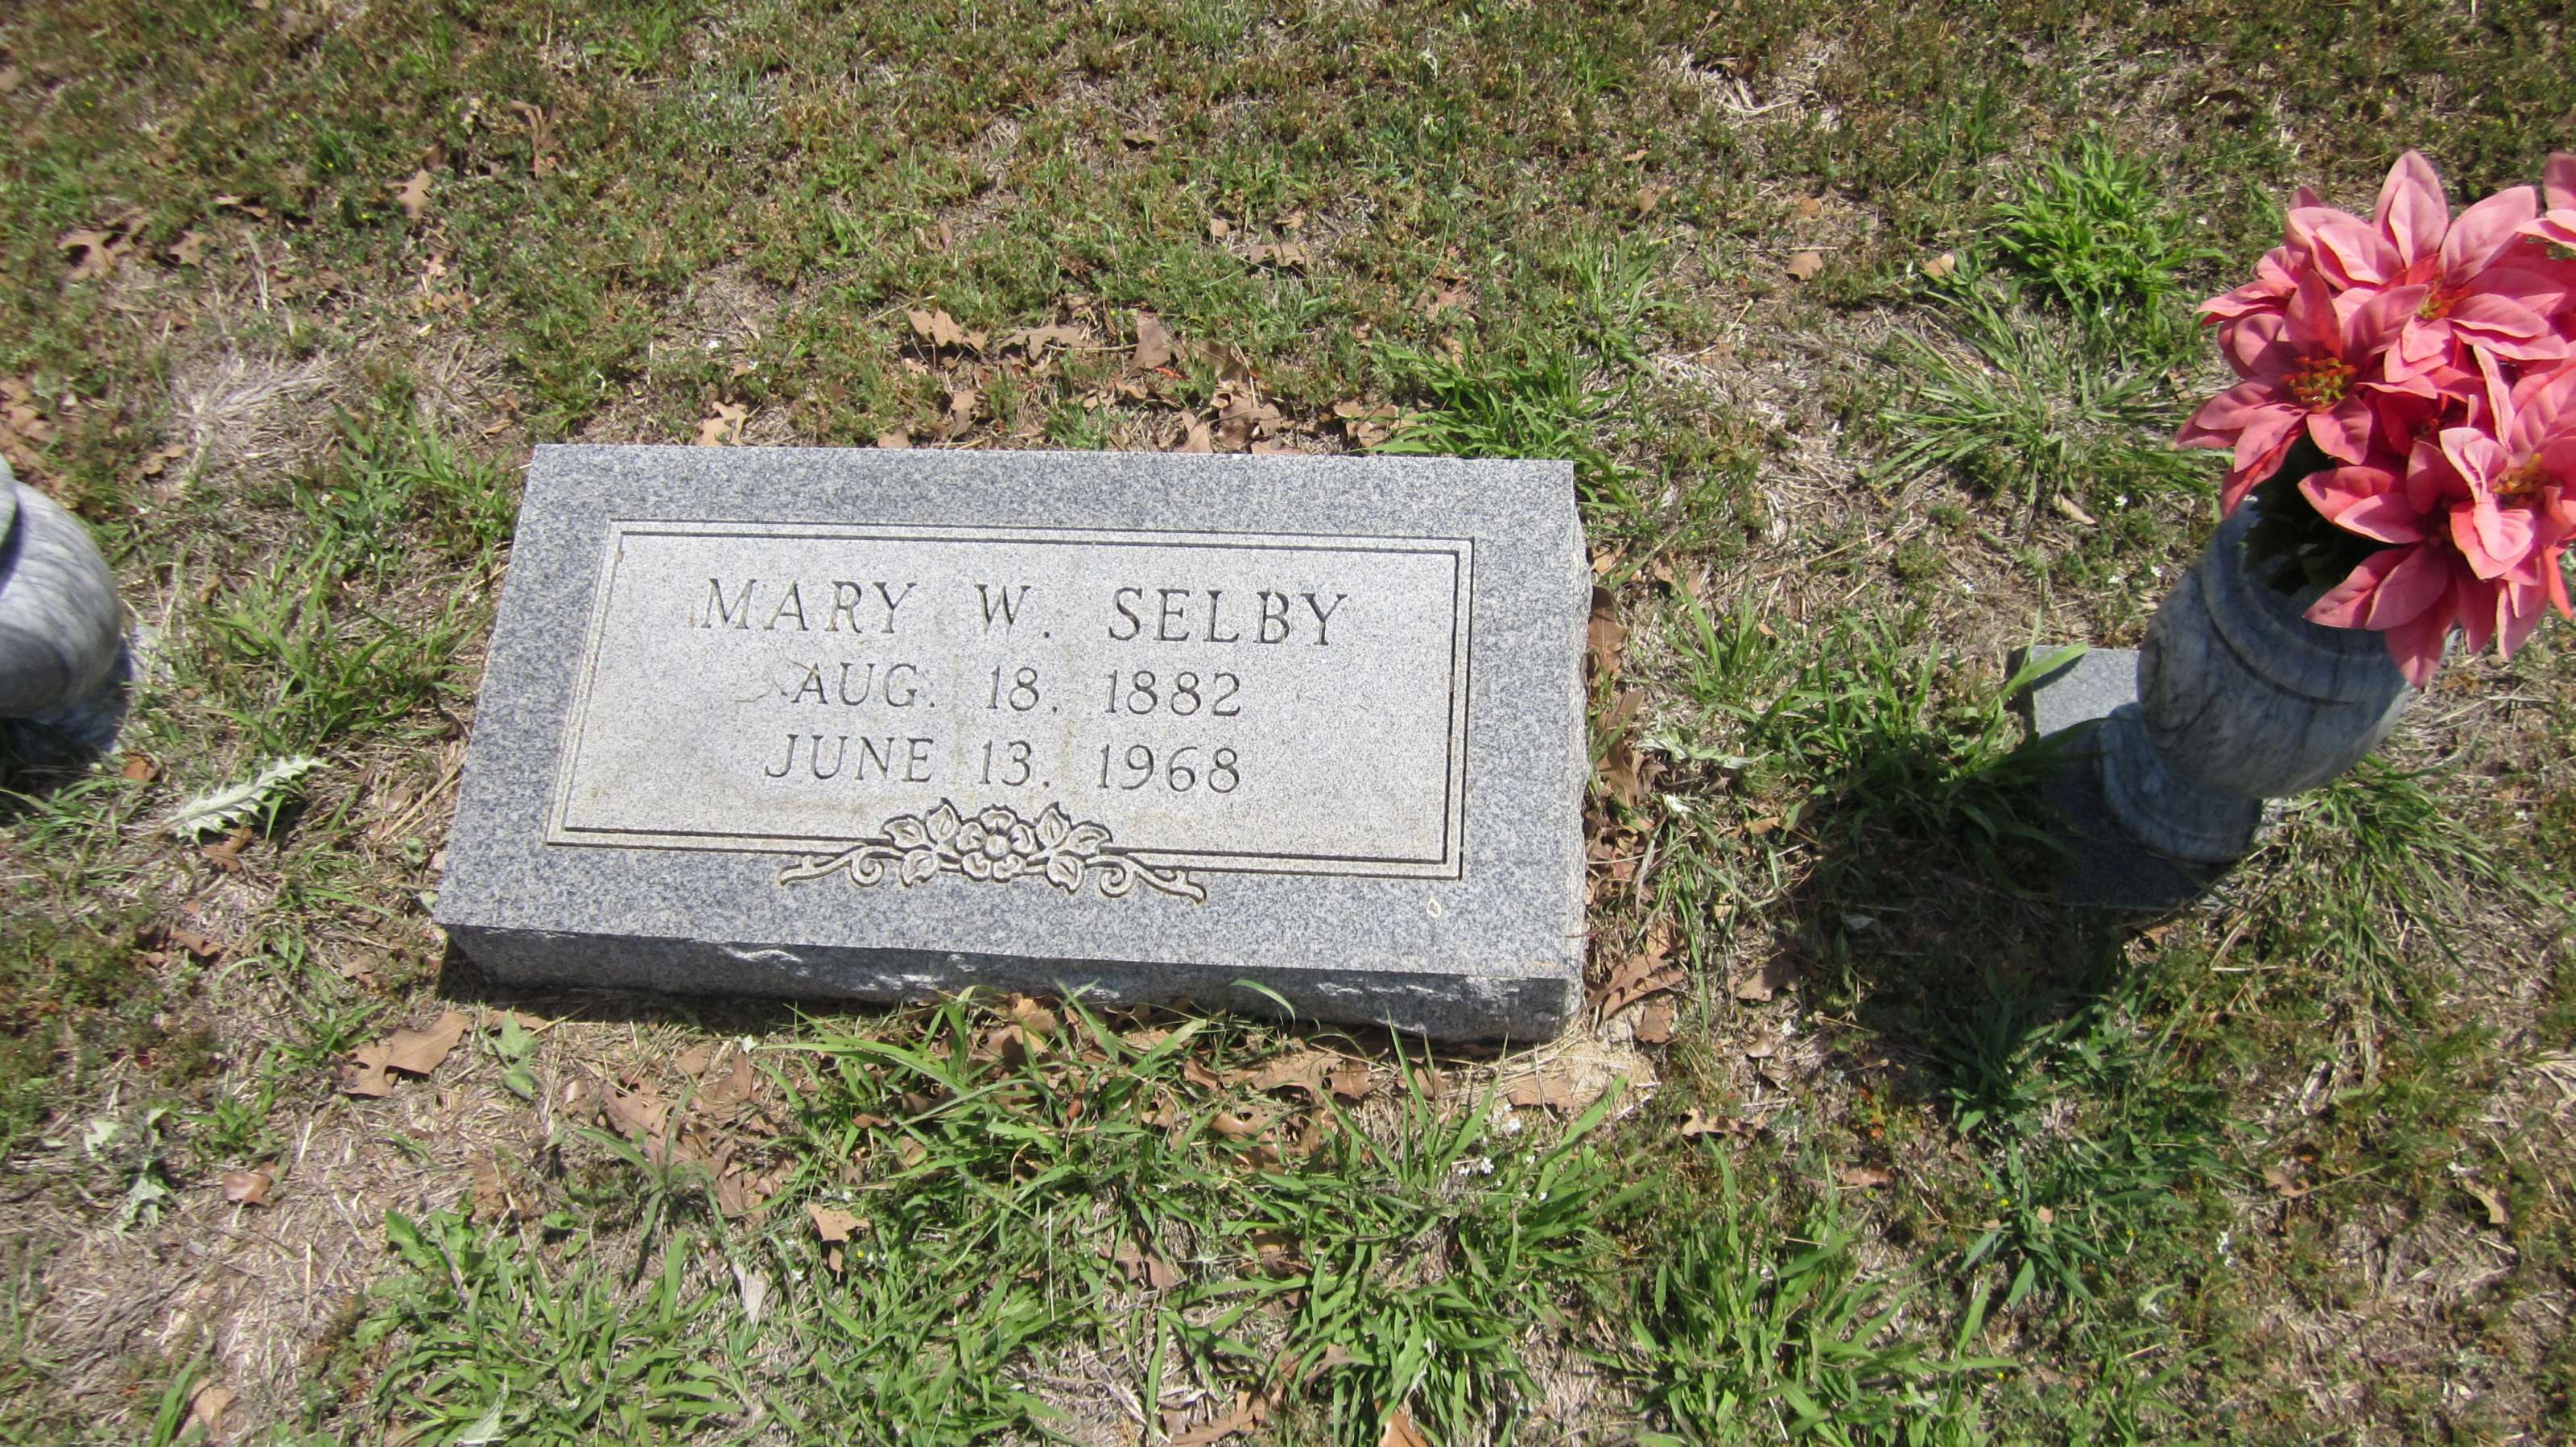 MARY W. SELBY
AUG. 18, 1882
JUNE 13, 1968